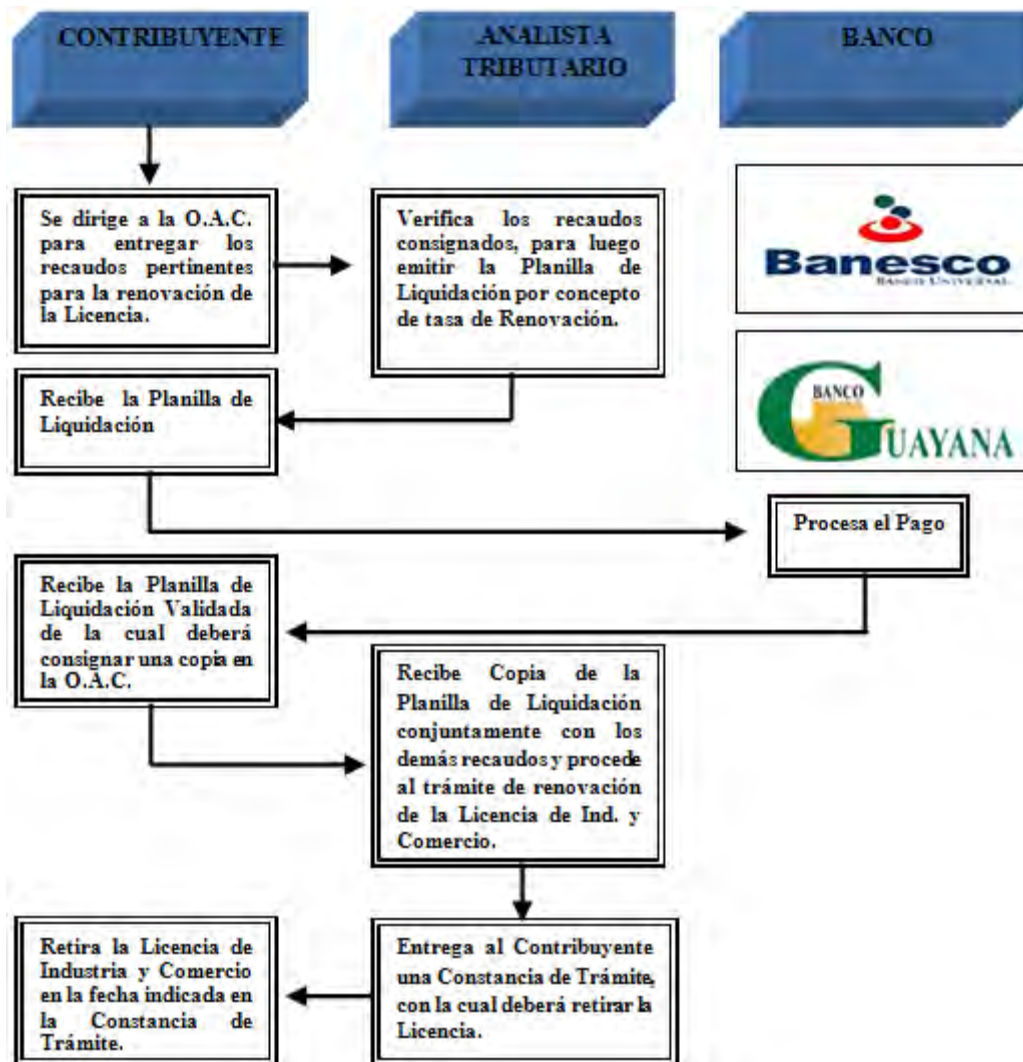 CONTRIBUYENTE
ANALISTA
TRIBUTARIO
BANCO
Se dirige a la O.A.C.
para entregar los
recaudos pertinentes
para la renovación de
la Licencia.
Verifica los recaudos
consignados, para luego
emitir la Planilla de
Liquidación por concepto
de tasa de Renovación.
Banesco
BANCO UNIVERSAL
Recibe la Planilla de
Liquidación
BANCO
GUAYANA
Procesa el Pago
Recibe la Planilla de
Liquidación Validada
de la cual deberá
consignar una copia en
la O.A.C.
Recibe Copia de la
Planilla de Liquidación
conjuntamente con los
demás recaudos y procede
al trámite de renovación
de la Licencia de Ind. y
Comercio.
Entrega al Contribuyente
una Constancia de Trámite,
con la cual deberá retirar la
Licencia.
Retira la Licencia de
Industria y Comercio
en la fecha indicada en
la Constancia de
Trámite.